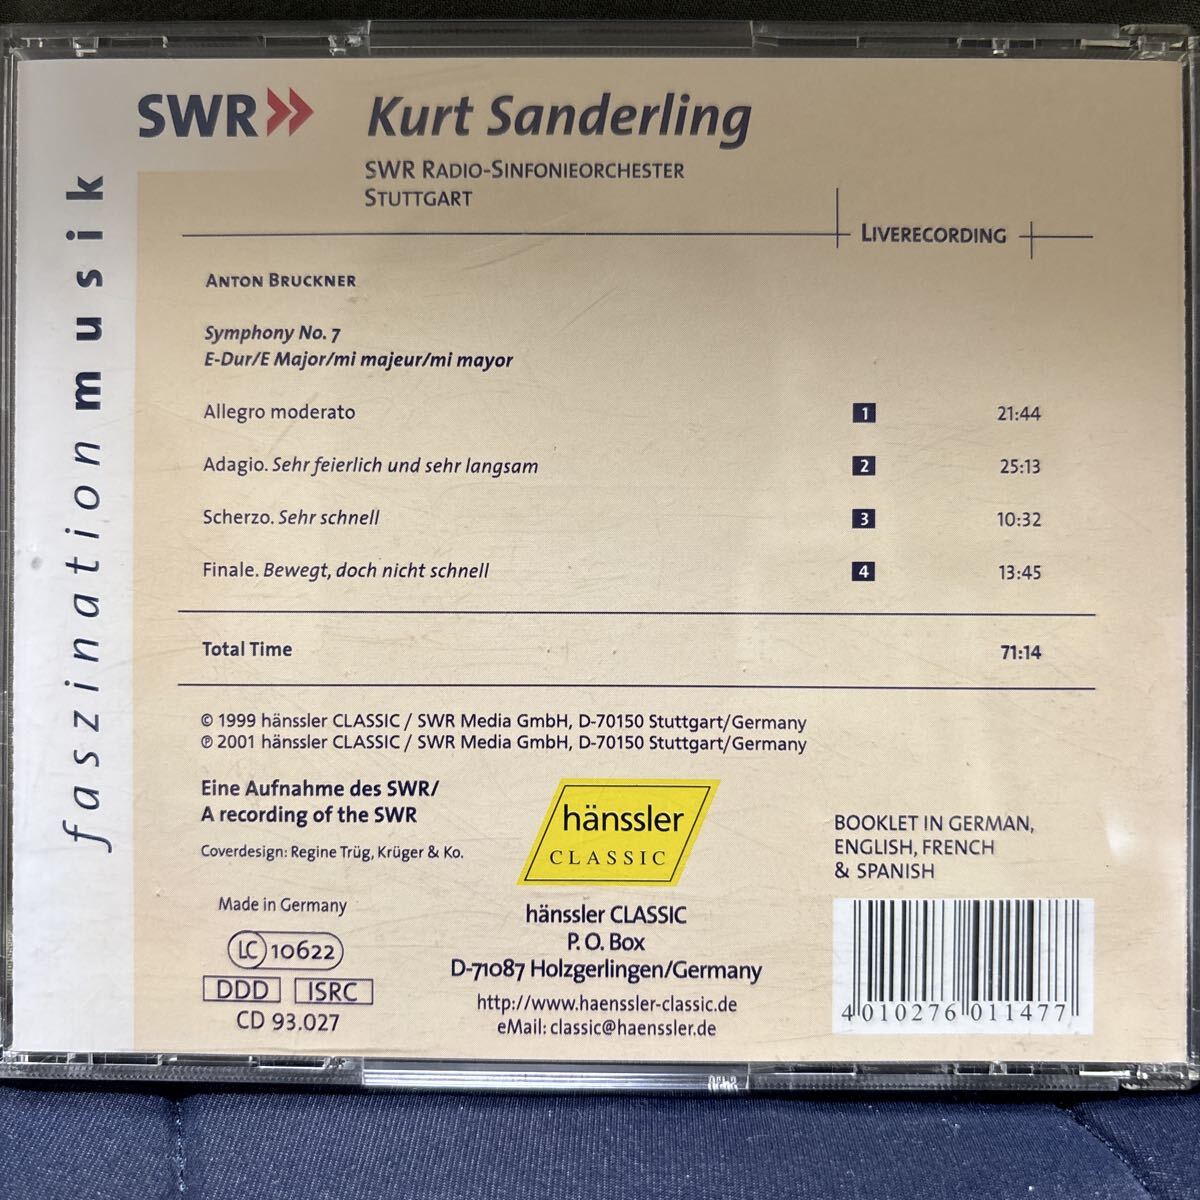 SWR
Kurt Sanderling
SWR RADIO-SINFONIEORCHESTER
STUTTGART
LIVERECORDING
faszination musik
ANTON BRUCKNER
Symphony No. 7
E-Dur/E Major/mi majeur/mi mayor
Allegro moderato 1 21:44
Adagio. Sehr feierlich und sehr langsam 2 25:13
Scherzo. Sehr schnell 3 10:32
Finale. Bewegt, doch nicht schnell 4 13:45
Total Time 71:14
© 1999 hänssler CLASSIC / SWR Media GmbH, D-70150 Stuttgart/Germany
℗ 2001 hänssler CLASSIC / SWR Media GmbH, D-70150 Stuttgart/Germany
Eine Aufnahme des SWR/
A recording of the SWR
Coverdesign: Regine Trüg, Krüger & Ko.
Made in Germany
LC 10622
DDD ISRC
CD 93.027
hänssler
CLASSIC
hänssler CLASSIC
P. O. Box
D-71087 Holzgerlingen/Germany
http://www.haenssler-classic.de
eMail: classic@haenssler.de
BOOKLET IN GERMAN,
ENGLISH, FRENCH
& SPANISH
4 010276 011477